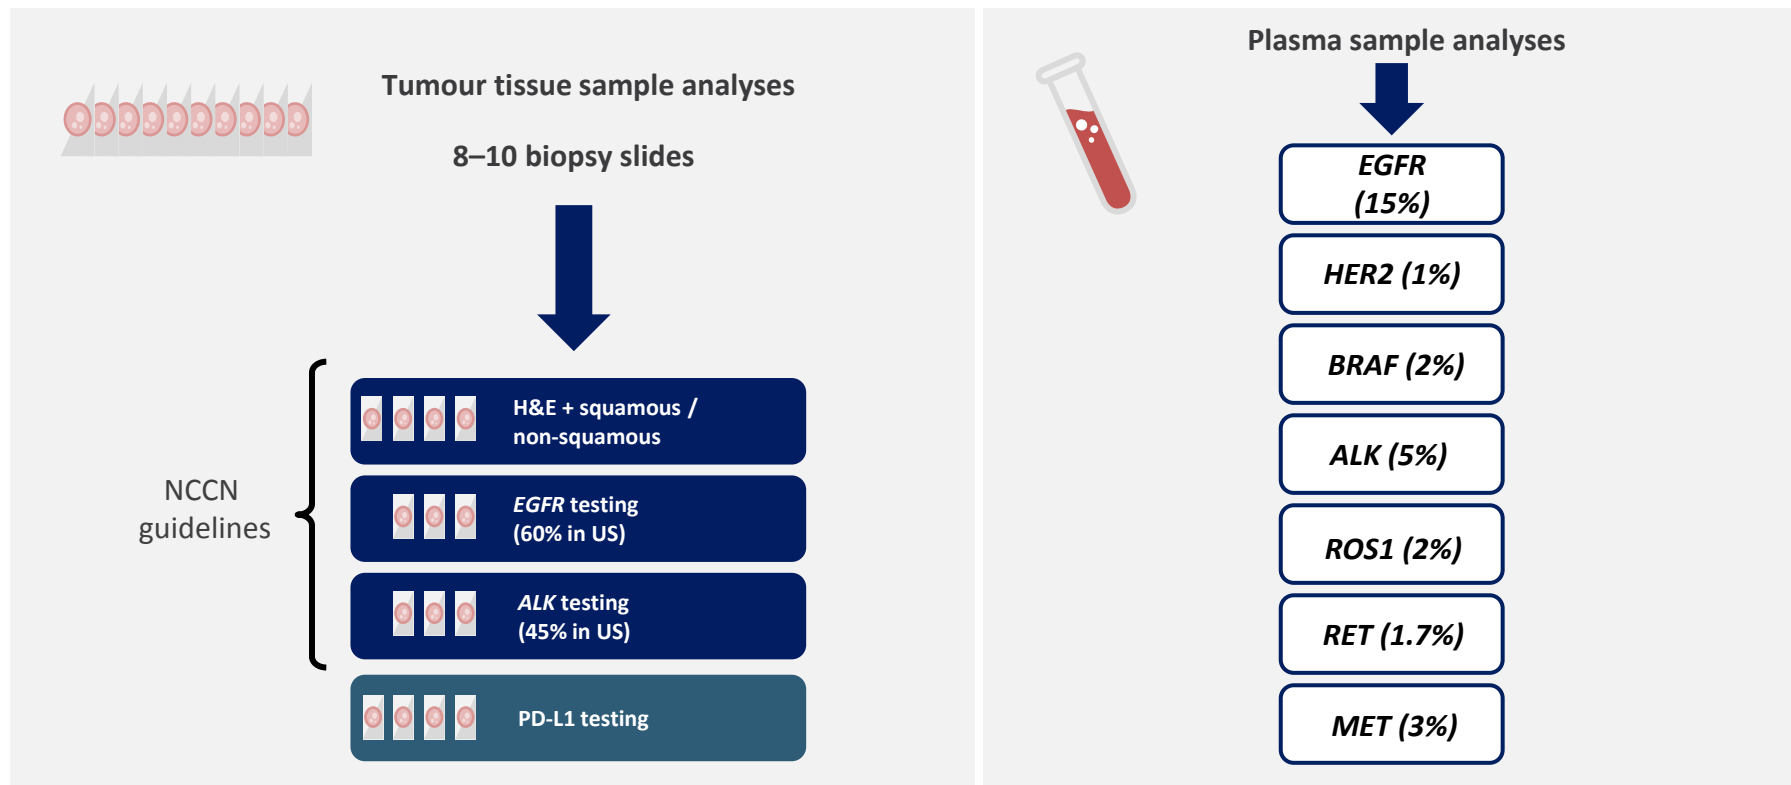 Tumour tissue sample analyses
8–10 biopsy slides
NCCN
guidelines
H&E + squamous /
non-squamous
EGFR testing
(60% in US)
ALK testing
(45% in US)
PD-L1 testing
Plasma sample analyses
EGFR
(15%)
HER2 (1%)
BRAF (2%)
ALK (5%)
ROS1 (2%)
RET (1.7%)
MET (3%)